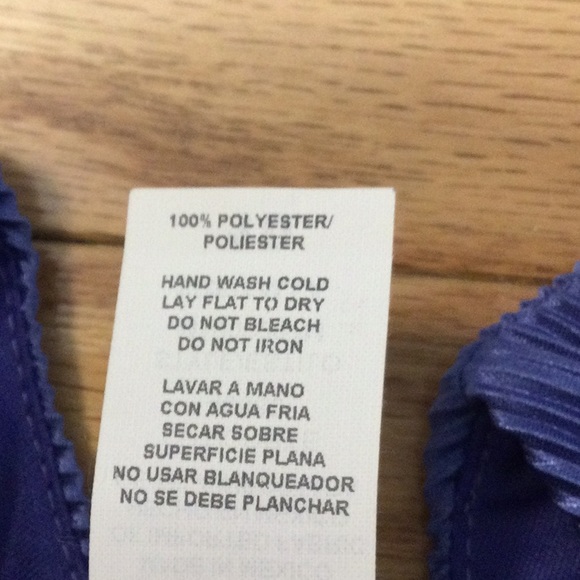 100% POLYESTER/
POLIESTER
HAND WASH COLD
LAY FLAT TO DRY
DO NOT BLEACH
DO NOT IRON
LAVAR A MANO
CON AGUA FRIA
SECAR SOBRE
SUPERFICIE PLANA
NO USAR BLANQUEADOR
NO SE DEBE PLANCHAR